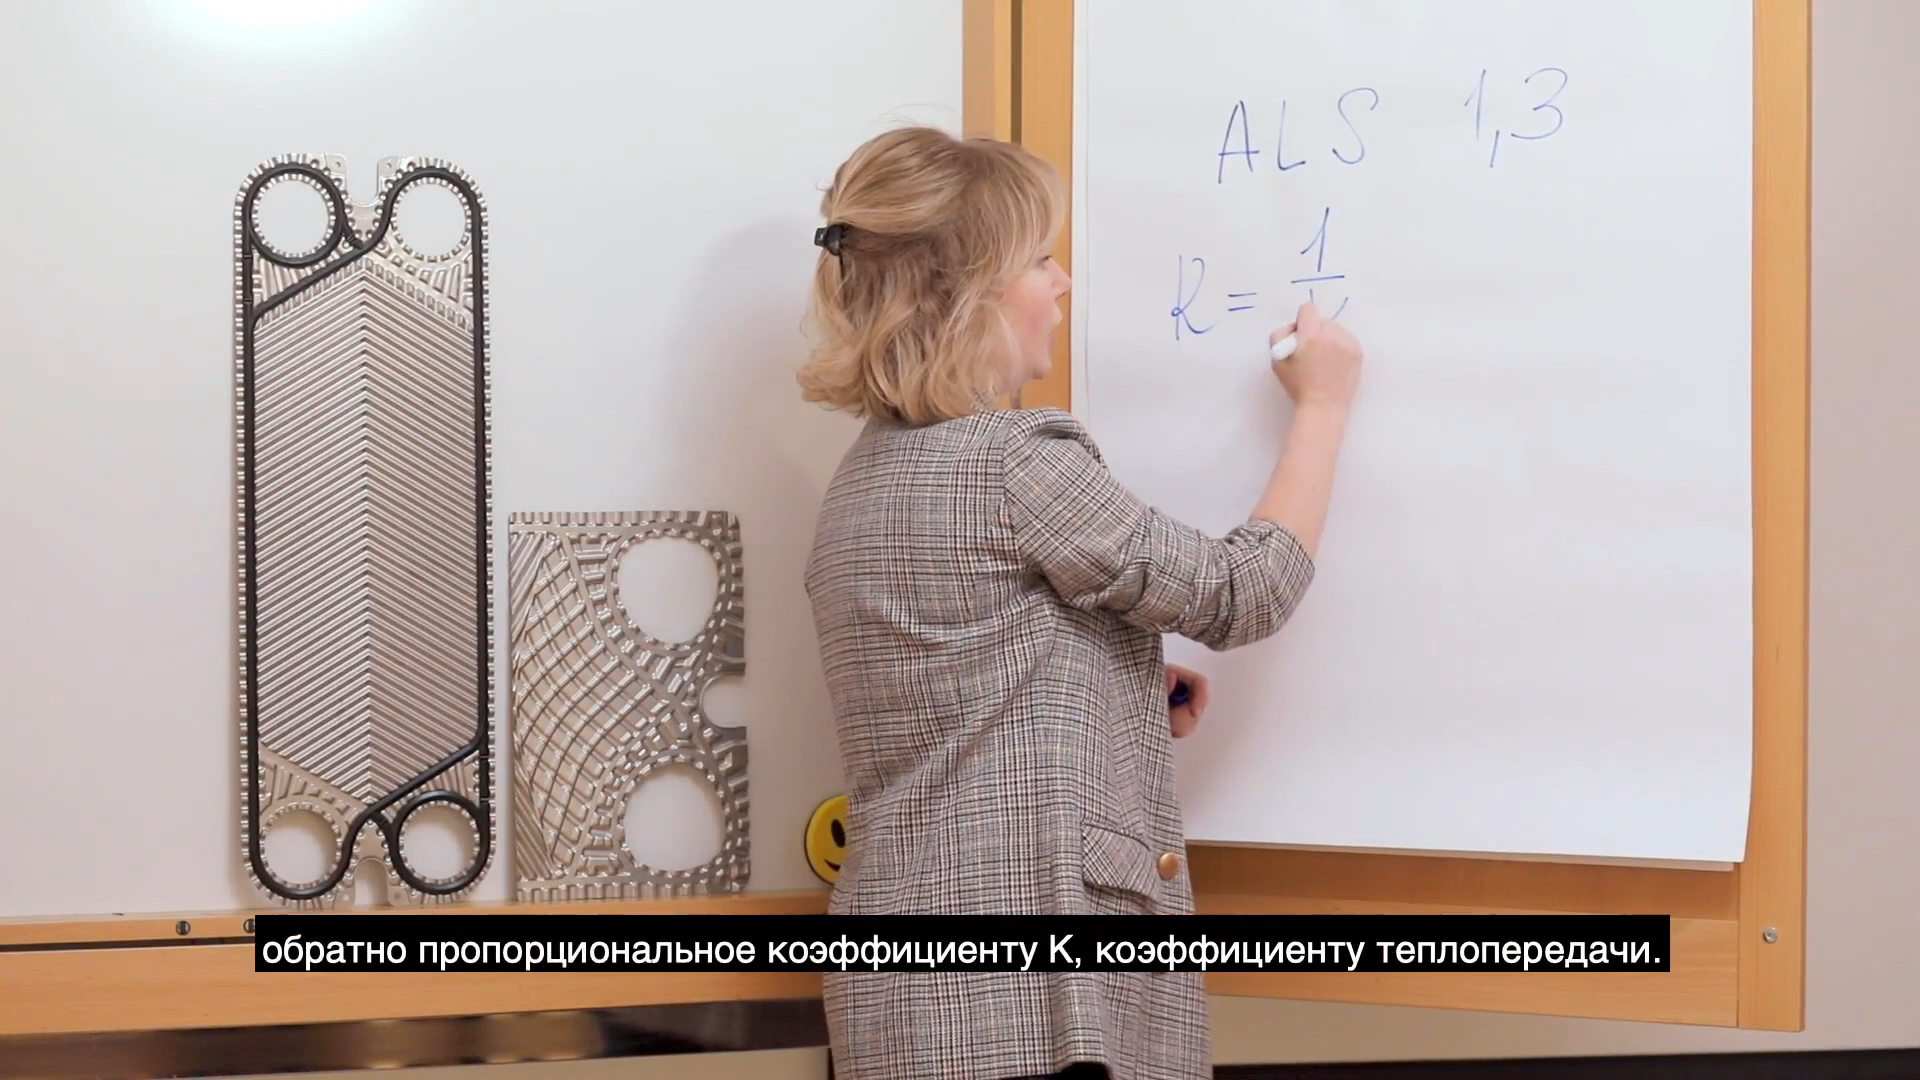 ALS 1,3
R = 1/K
обратно пропорциональное коэффициенту К, коэффициенту теплопередачи.